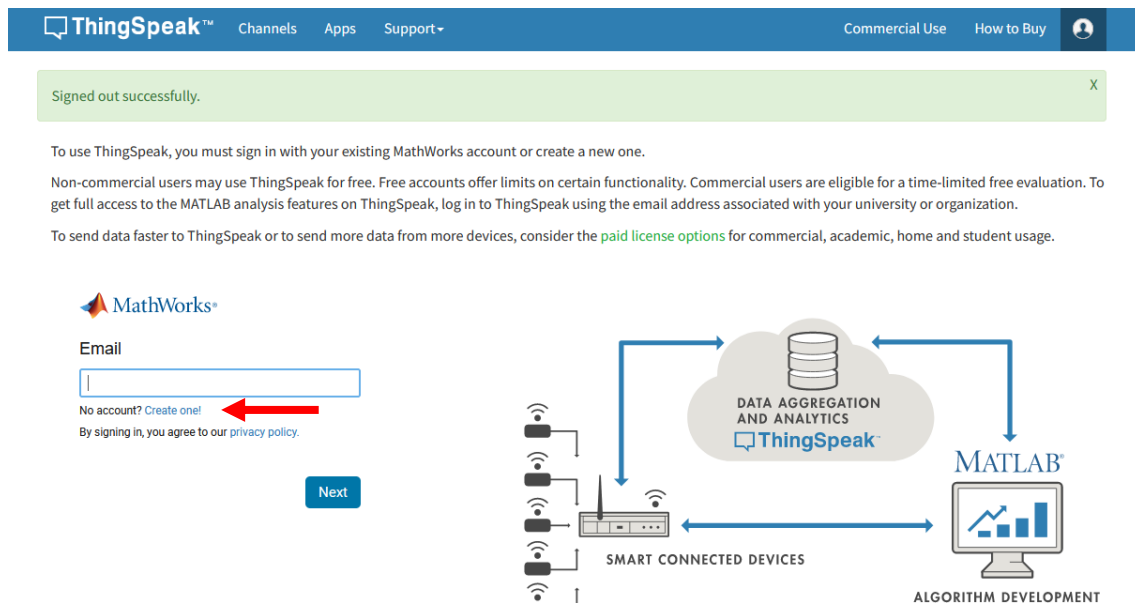 ThingSpeak™ Channels Apps Support Commercial Use How to Buy
Signed out successfully. X
To use ThingSpeak, you must sign in with your existing MathWorks account or create a new one.
Non-commercial users may use ThingSpeak for free. Free accounts offer limits on certain functionality. Commercial users are eligible for a time-limited free evaluation. To
get full access to the MATLAB analysis features on ThingSpeak, log in to ThingSpeak using the email address associated with your university or organization.
To send data faster to ThingSpeak or to send more data from more devices, consider the paid license options for commercial, academic, home and student usage.
MathWorks®
Email
No account? Create one!
By signing in, you agree to our privacy policy.
Next
DATA AGGREGATION
AND ANALYTICS
ThingSpeak™
MATLAB®
SMART CONNECTED DEVICES
ALGORITHM DEVELOPMENT